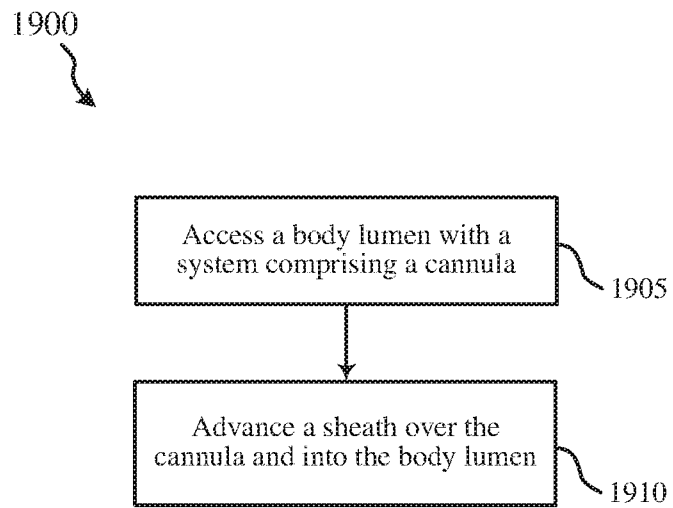 1900
Access a body lumen with a
system comprising a cannula
1905
Advance a sheath over the
cannula and into the body lumen
1910